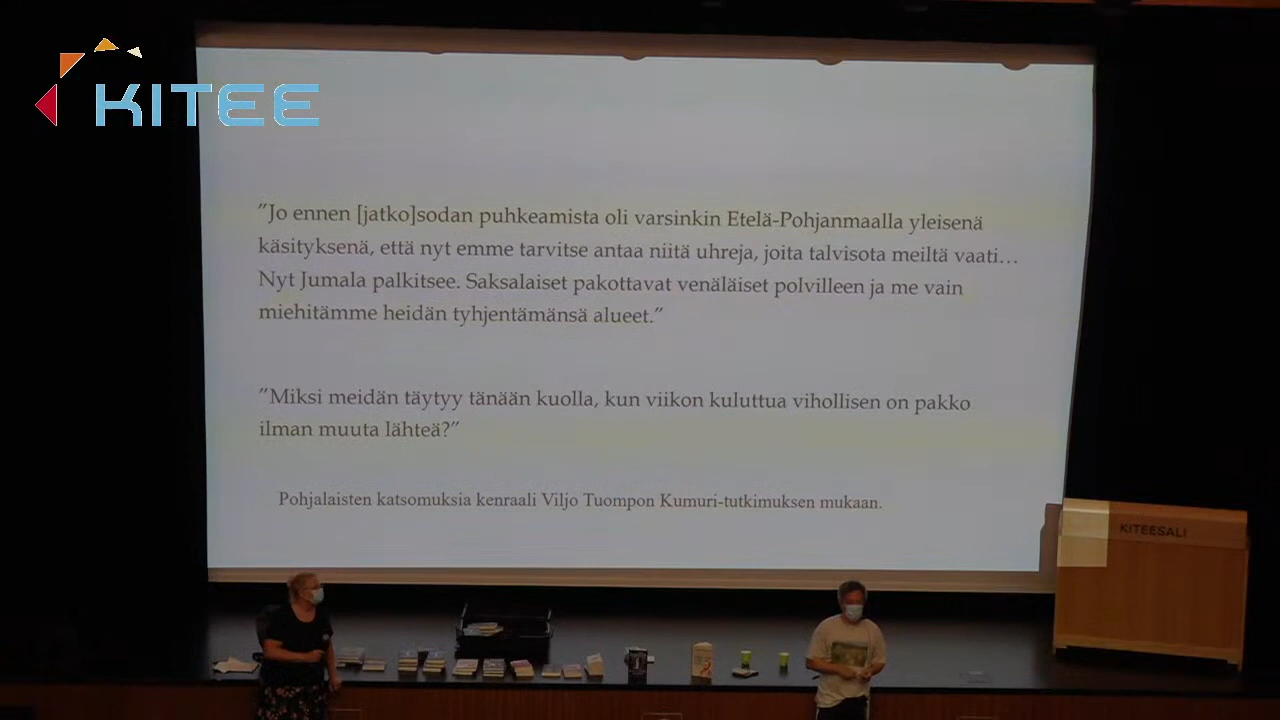 KITEE
”Jo ennen [jatko]sodan puhkeamista oli varsinkin Etelä-Pohjanmaalla yleisenä
käsityksenä, että nyt emme tarvitse antaa niitä uhreja, joita talvisota meiltä vaati…
Nyt Jumala palkitsee. Saksalaiset pakottavat venäläiset polvilleen ja me vain
miehitämme heidän tyhjentämänsä alueet.”
”Miksi meidän täytyy tänään kuolla, kun viikon kuluttua vihollisen on pakko
ilman muuta lähteä?”
Pohjalaisten katsomuksia kenraali Viljo Tuompon Kumuri-tutkimuksen mukaan.
KITEESALI